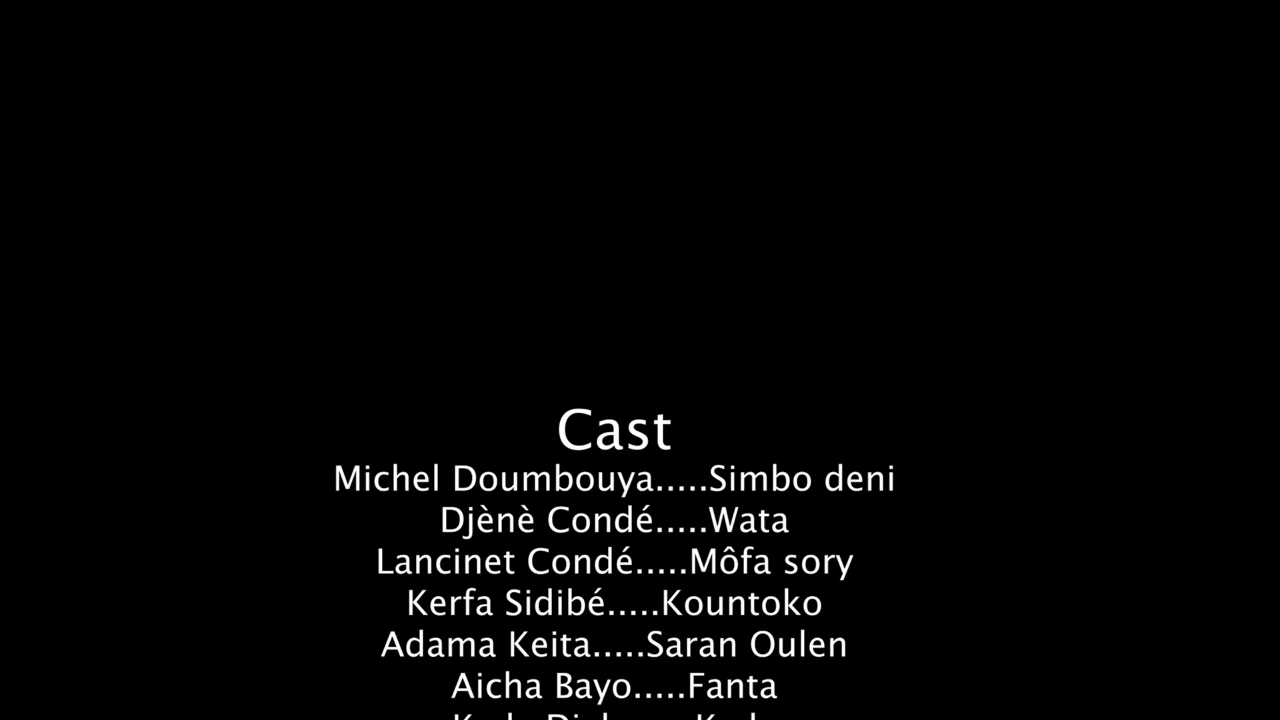 Cast
Michel Doumbouya.....Simbo deni
Djènè Condé.....Wata
Lancinet Condé.....Môfa sory
Kerfa Sidibé.....Kountoko
Adama Keita.....Saran Oulen
Aicha Bayo.....Fanta